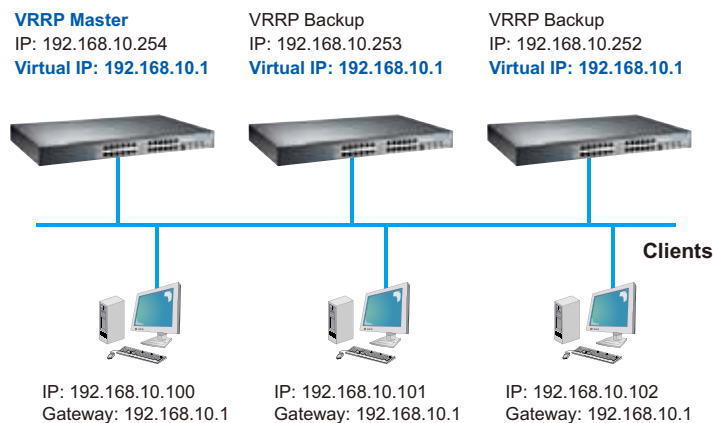 VRRP Master
IP: 192.168.10.254
Virtual IP: 192.168.10.1
VRRP Backup
IP: 192.168.10.253
Virtual IP: 192.168.10.1
VRRP Backup
IP: 192.168.10.252
Virtual IP: 192.168.10.1
Clients
IP: 192.168.10.100
Gateway: 192.168.10.1
IP: 192.168.10.101
Gateway: 192.168.10.1
IP: 192.168.10.102
Gateway: 192.168.10.1